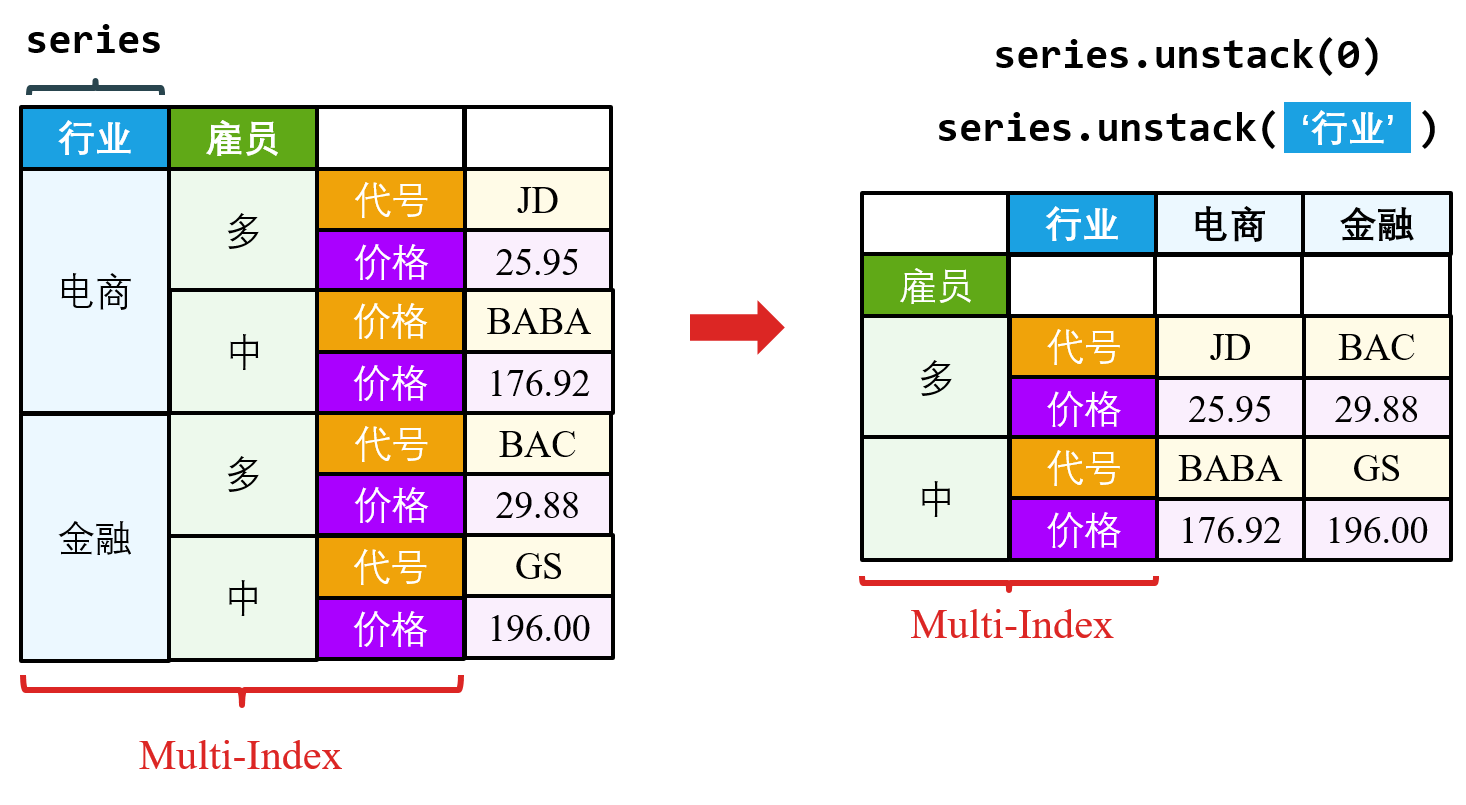 series
行业 雇员
电商 多 代号 JD
价格 25.95
中 价格 BABA
价格 176.92
金融 多 代号 BAC
价格 29.88
中 代号 GS
价格 196.00
Multi-Index
series.unstack(0)
series.unstack( ‘行业’ )
行业 电商 金融
雇员
多 代号 JD BAC
价格 25.95 29.88
中 代号 BABA GS
价格 176.92 196.00
Multi-Index